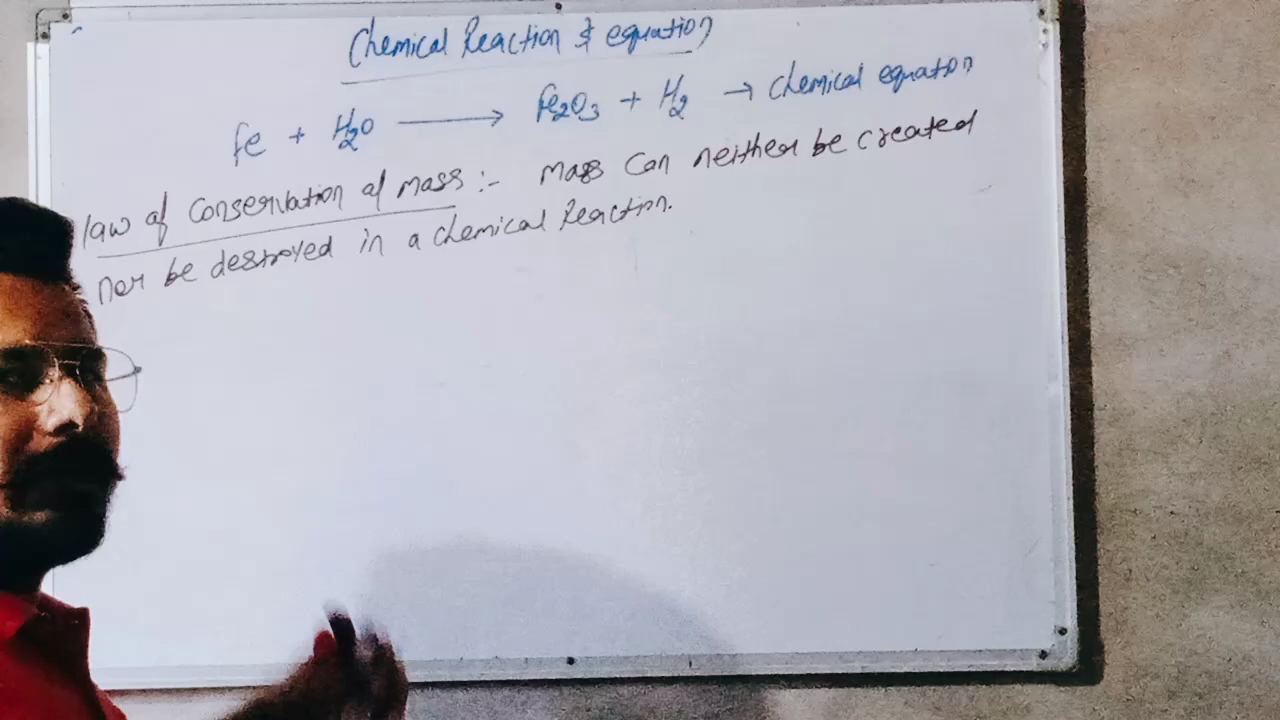 Chemical Reaction & equation
Fe + H₂O → Fe₂O₃ + H₂ → Chemical equation
law of Conservation of mass :- Mass can neither be created
nor be destroyed in a chemical Reaction.